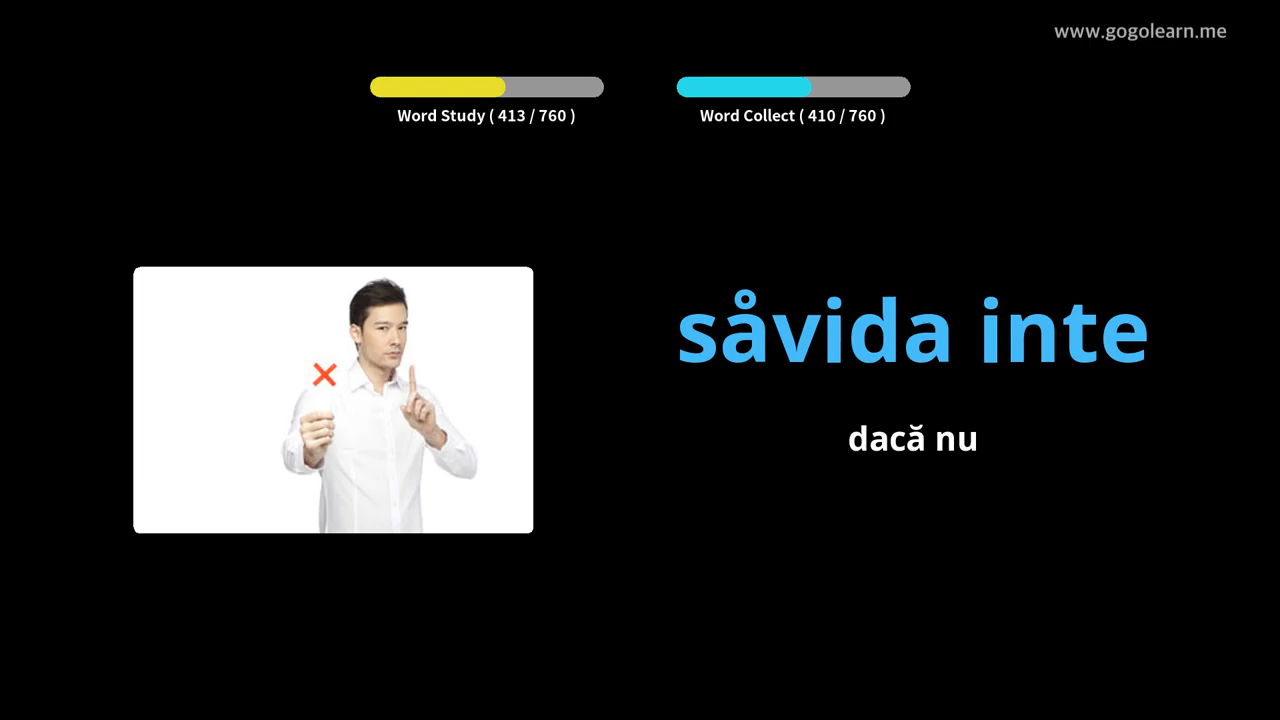 www.gogolearn.me
Word Study ( 413 / 760 )
Word Collect ( 410 / 760 )
såvida inte
dacă nu